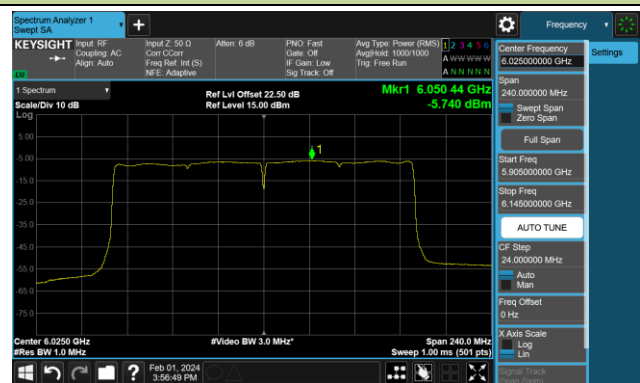 Spectrum Analyzer 1
Swept SA
+
Frequency
KEYSIGHT
Input: RF
Coupling: AC
Align: Auto
Input Z: 50 Ω
Corr CCorr
Freq Ref: Int (S)
NFE: Adaptive
Atten: 6 dB
PNO: Fast
Gate: Off
IF Gain: Low
Sig Track: Off
Avg Type: Power (RMS)
Avg|Hold: 1000/1000
Trig: Free Run
1 2 3 4 5 6
A W W W W W
A N N N N N
LW
Center Frequency
6.025000000 GHz
Settings
1 Spectrum
Scale/Div 10 dB
Log
Ref Lvl Offset 22.50 dB
Ref Level 15.00 dBm
Mkr1 6.050 44 GHz
-5.740 dBm
Span
240.000000 MHz
Swept Span
Zero Span
Full Span
Start Freq
5.905000000 GHz
Stop Freq
6.145000000 GHz
AUTO TUNE
CF Step
24.000000 MHz
Auto
Man
Freq Offset
0 Hz
X Axis Scale
Log
Lin
Signal Track
(Span Zoom)
1
5.00
-5.00
-15.0
-25.0
-35.0
-45.0
-55.0
-65.0
-75.0
Center 6.0250 GHz
#Res BW 1.0 MHz
#Video BW 3.0 MHz*
Span 240.0 MHz
Sweep 1.00 ms (501 pts)
?
Feb 01, 2024
3:56:49 PM